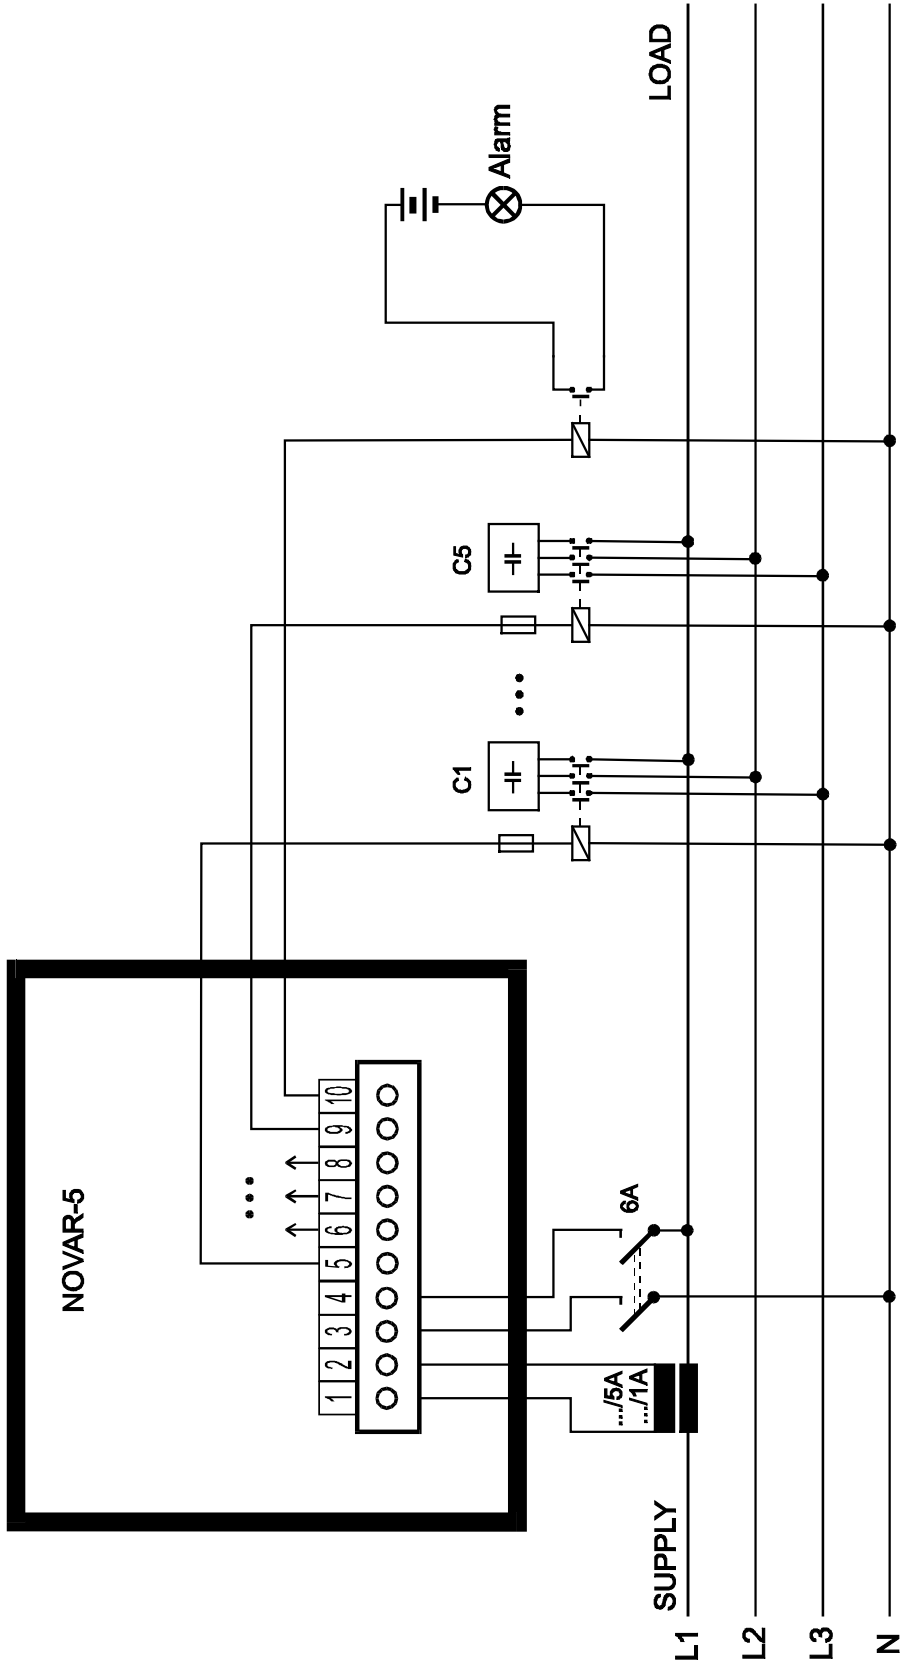 NOVAR-5
1 2 3 4 5 6 7 8 9 10
C1
C5
Alarm
.../5A
.../1A
6A
SUPPLY
LOAD
L1
L2
L3
N